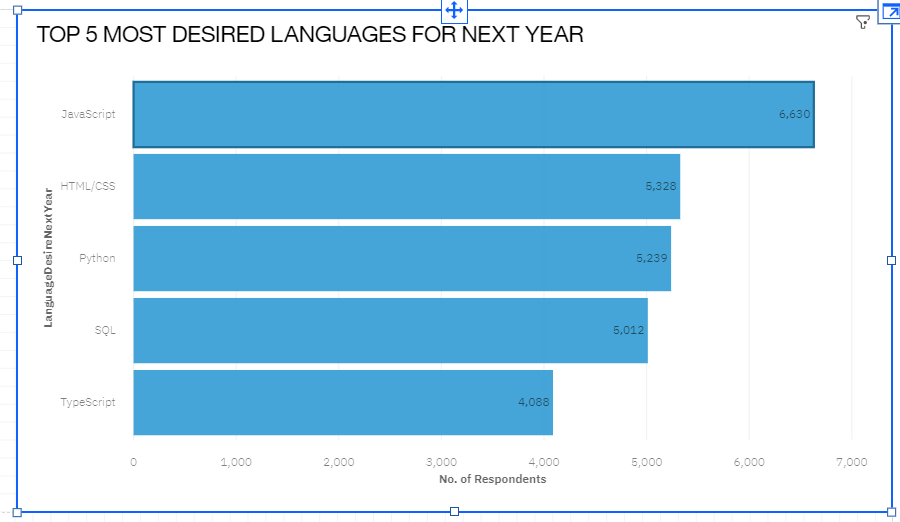 TOP 5 MOST DESIRED LANGUAGES FOR NEXT YEAR
LanguageDesireNextYear
JavaScript 6,630
HTML/CSS 5,328
Python 5,239
SQL 5,012
TypeScript 4,088
0 1,000 2,000 3,000 4,000 5,000 6,000 7,000
No. of Respondents